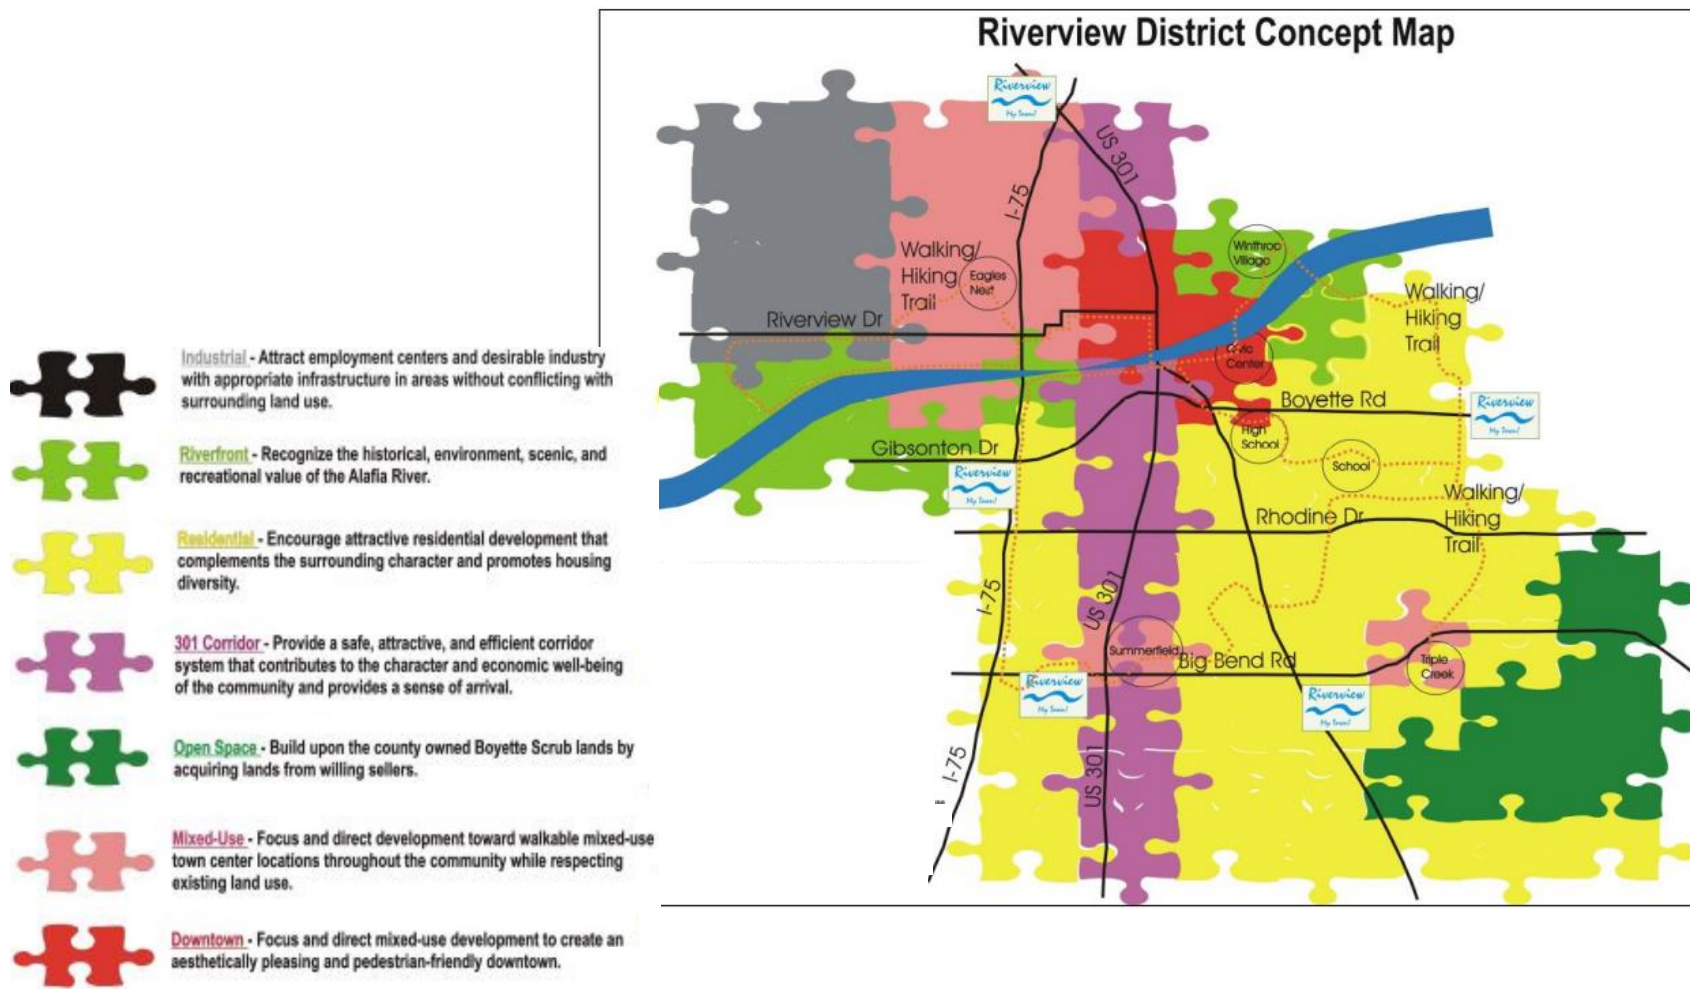 Riverview District Concept Map
Riverview
My Town!
US 301
I-75
Walking/
Hiking
Trail
Eagles
Nest
Winthrop
Village
Walking/
Hiking
Trail
Riverview Dr
Civic
Center
Boyette Rd
Riverview
My Town!
High
School
Gibsonton Dr
School
Riverview
My Town!
Walking/
Hiking
Trail
Rhodine Dr
I-75
US 301
Summerfield
Big Bend Rd
Triple
Creek
Riverview
My Town!
Riverview
My Town!
I-75
US 301
Industrial - Attract employment centers and desirable industry
with appropriate infrastructure in areas without conflicting with
surrounding land use.
Riverfront - Recognize the historical, environment, scenic, and
recreational value of the Alafia River.
Residential - Encourage attractive residential development that
complements the surrounding character and promotes housing
diversity.
301 Corridor - Provide a safe, attractive, and efficient corridor
system that contributes to the character and economic well-being
of the community and provides a sense of arrival.
Open Space - Build upon the county owned Boyette Scrub lands by
acquiring lands from willing sellers.
Mixed-Use - Focus and direct development toward walkable mixed-use
town center locations throughout the community while respecting
existing land use.
Downtown - Focus and direct mixed-use development to create an
aesthetically pleasing and pedestrian-friendly downtown.